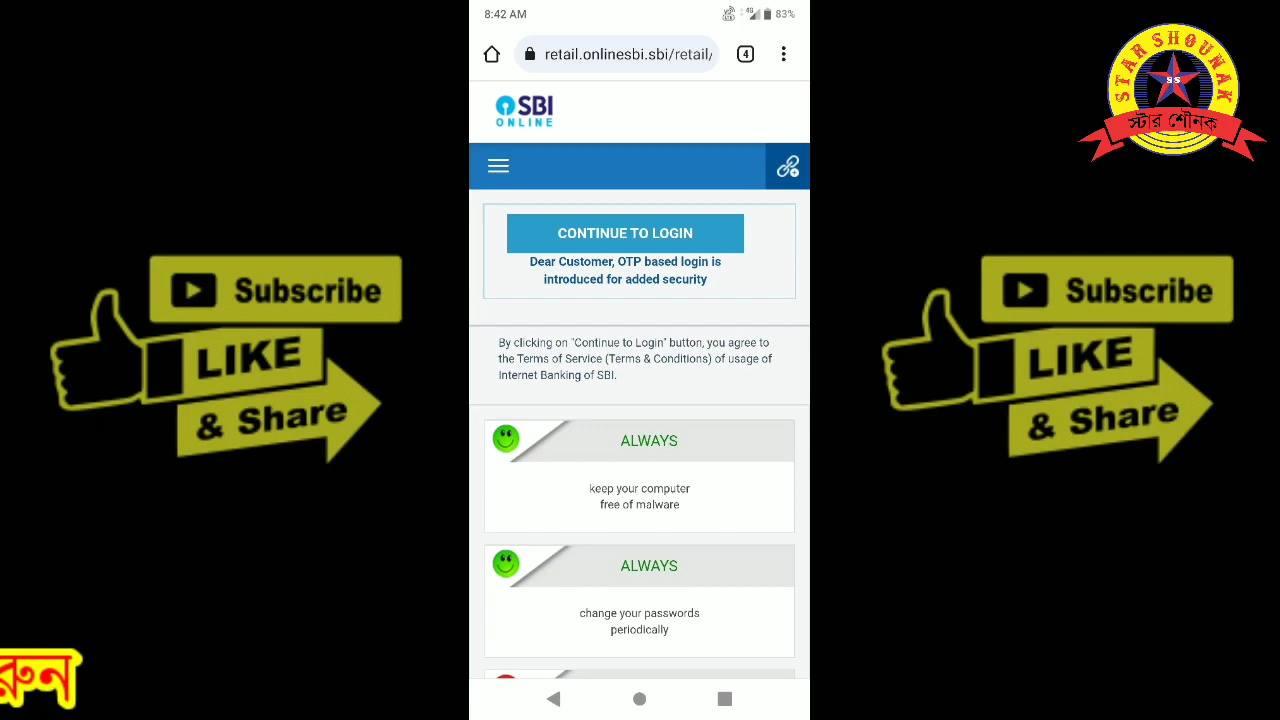 8:42 AM
Vo LTE 4G 83%
retail.onlinesbi.sbi/retail/
4
SBI
ONLINE
CONTINUE TO LOGIN
Dear Customer, OTP based login is
introduced for added security
By clicking on "Continue to Login" button, you agree to
the Terms of Service (Terms & Conditions) of usage of
Internet Banking of SBI.
ALWAYS
keep your computer
free of malware
ALWAYS
change your passwords
periodically
Subscribe
LIKE
& Share
Subscribe
LIKE
& Share
STAR SHOUNAK
SS
স্টার শৌনক
রুন